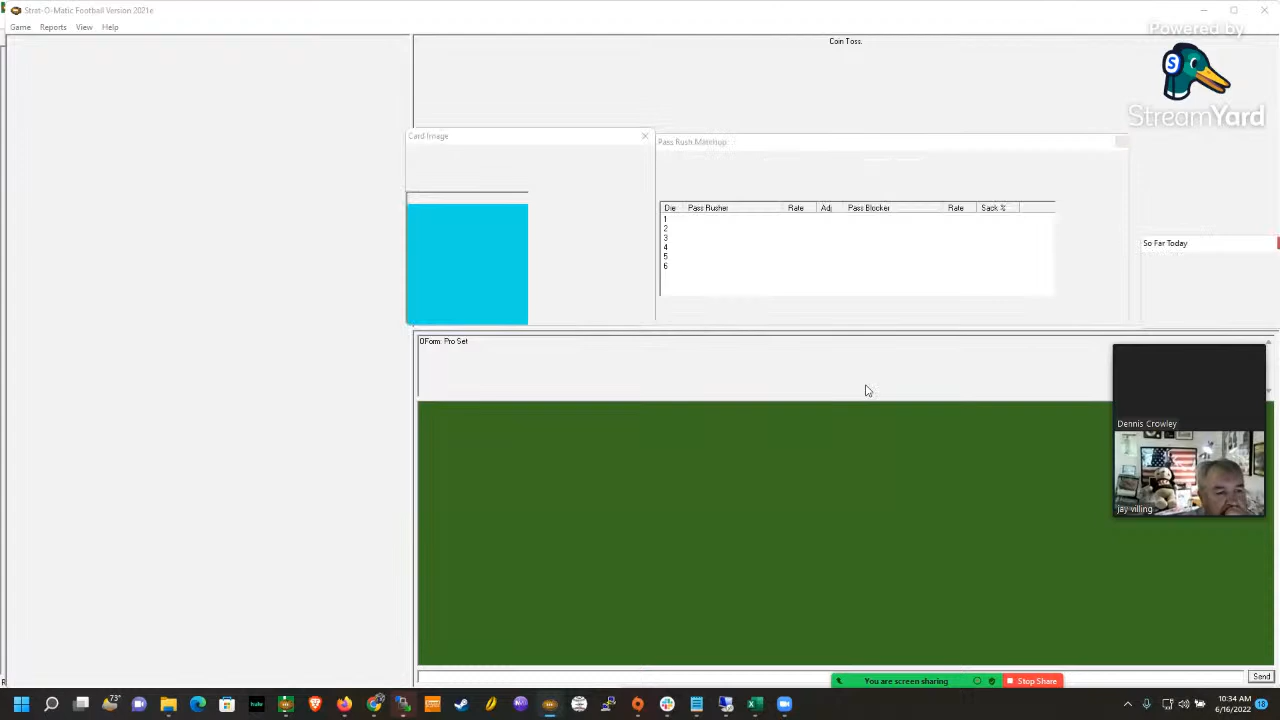 Strat-O-Matic Football Version 2021e
Game Reports View Help
Coin Toss.
Powered by
S
StreamYard
Card Image
Pass Rush Matchup
Die Pass Rusher Rate Adj Pass Blocker Rate Sack %
1
2
3
4
5
6
So Far Today
OForm: Pro Set
Dennis Crowley
jay villing
Send
You are screen sharing Stop Share
73°
hulu
10:34 AM
6/16/2022
18